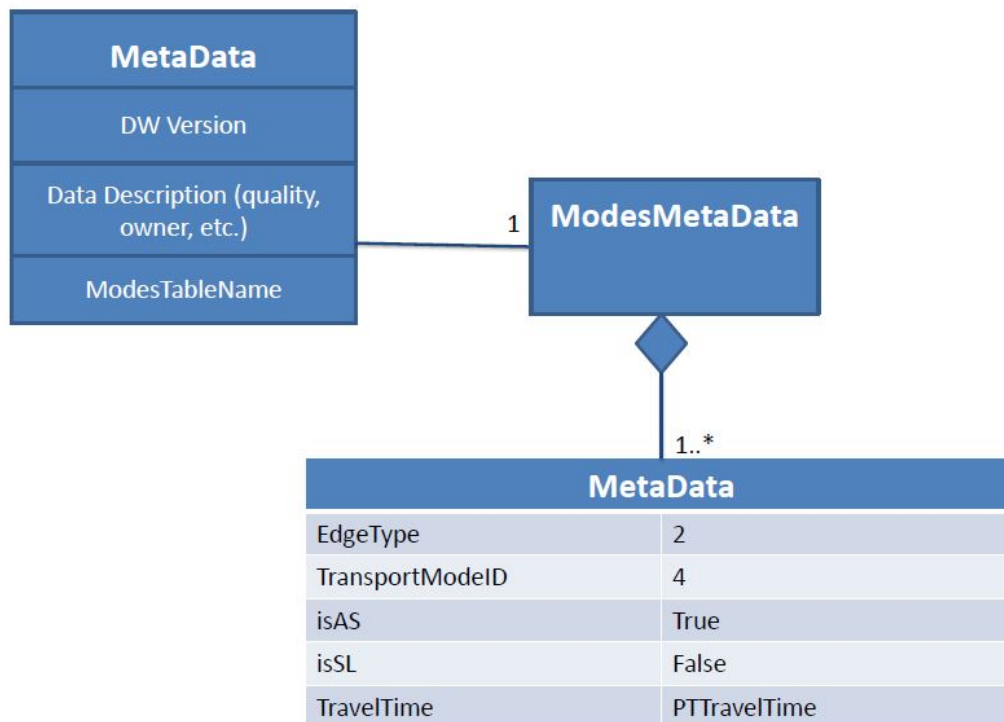 MetaData
DW Version
Data Description (quality,
owner, etc.)
ModesTableName
1
ModesMetaData
1..*
MetaData
EdgeType 2
TransportModeID 4
isAS True
isSL False
TravelTime PTTravelTime